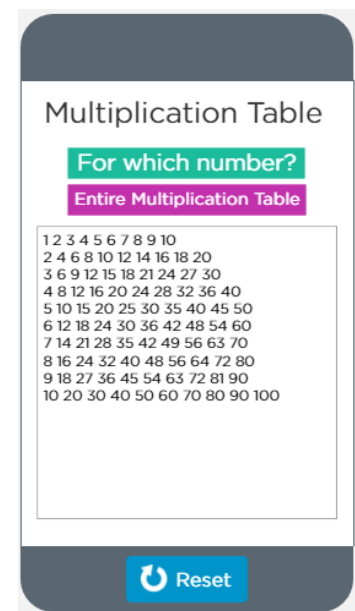 Multiplication Table
For which number?
Entire Multiplication Table
1 2 3 4 5 6 7 8 9 10
2 4 6 8 10 12 14 16 18 20
3 6 9 12 15 18 21 24 27 30
4 8 12 16 20 24 28 32 36 40
5 10 15 20 25 30 35 40 45 50
6 12 18 24 30 36 42 48 54 60
7 14 21 28 35 42 49 56 63 70
8 16 24 32 40 48 56 64 72 80
9 18 27 36 45 54 63 72 81 90
10 20 30 40 50 60 70 80 90 100
Reset